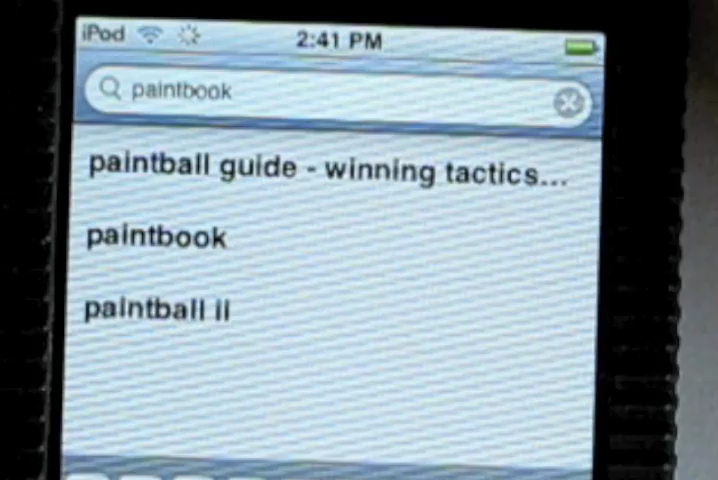 iPod 2:41 PM
paintbook
paintball guide - winning tactics...
paintbook
paintball ii